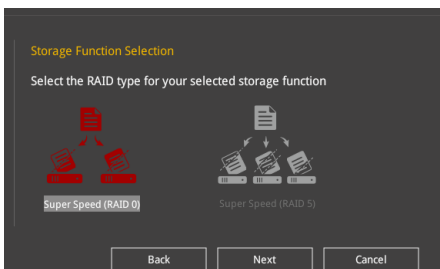 Storage Function Selection
Select the RAID type for your selected storage function
Super Speed (RAID 0)
Super Speed (RAID 5)
Back
Next
Cancel